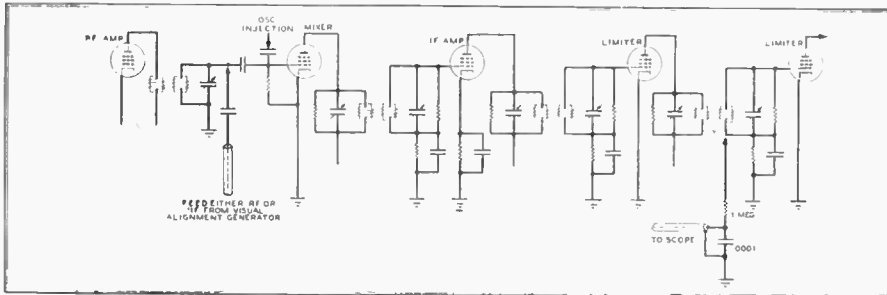 RF AMP
OSC
INJECTION
MIXER
IF AMP
LIMITER
LIMITER
FEED EITHER RF OR
IF FROM VISUAL
ALIGNMENT GENERATOR
1 MEG
TO SCOPE
.0001